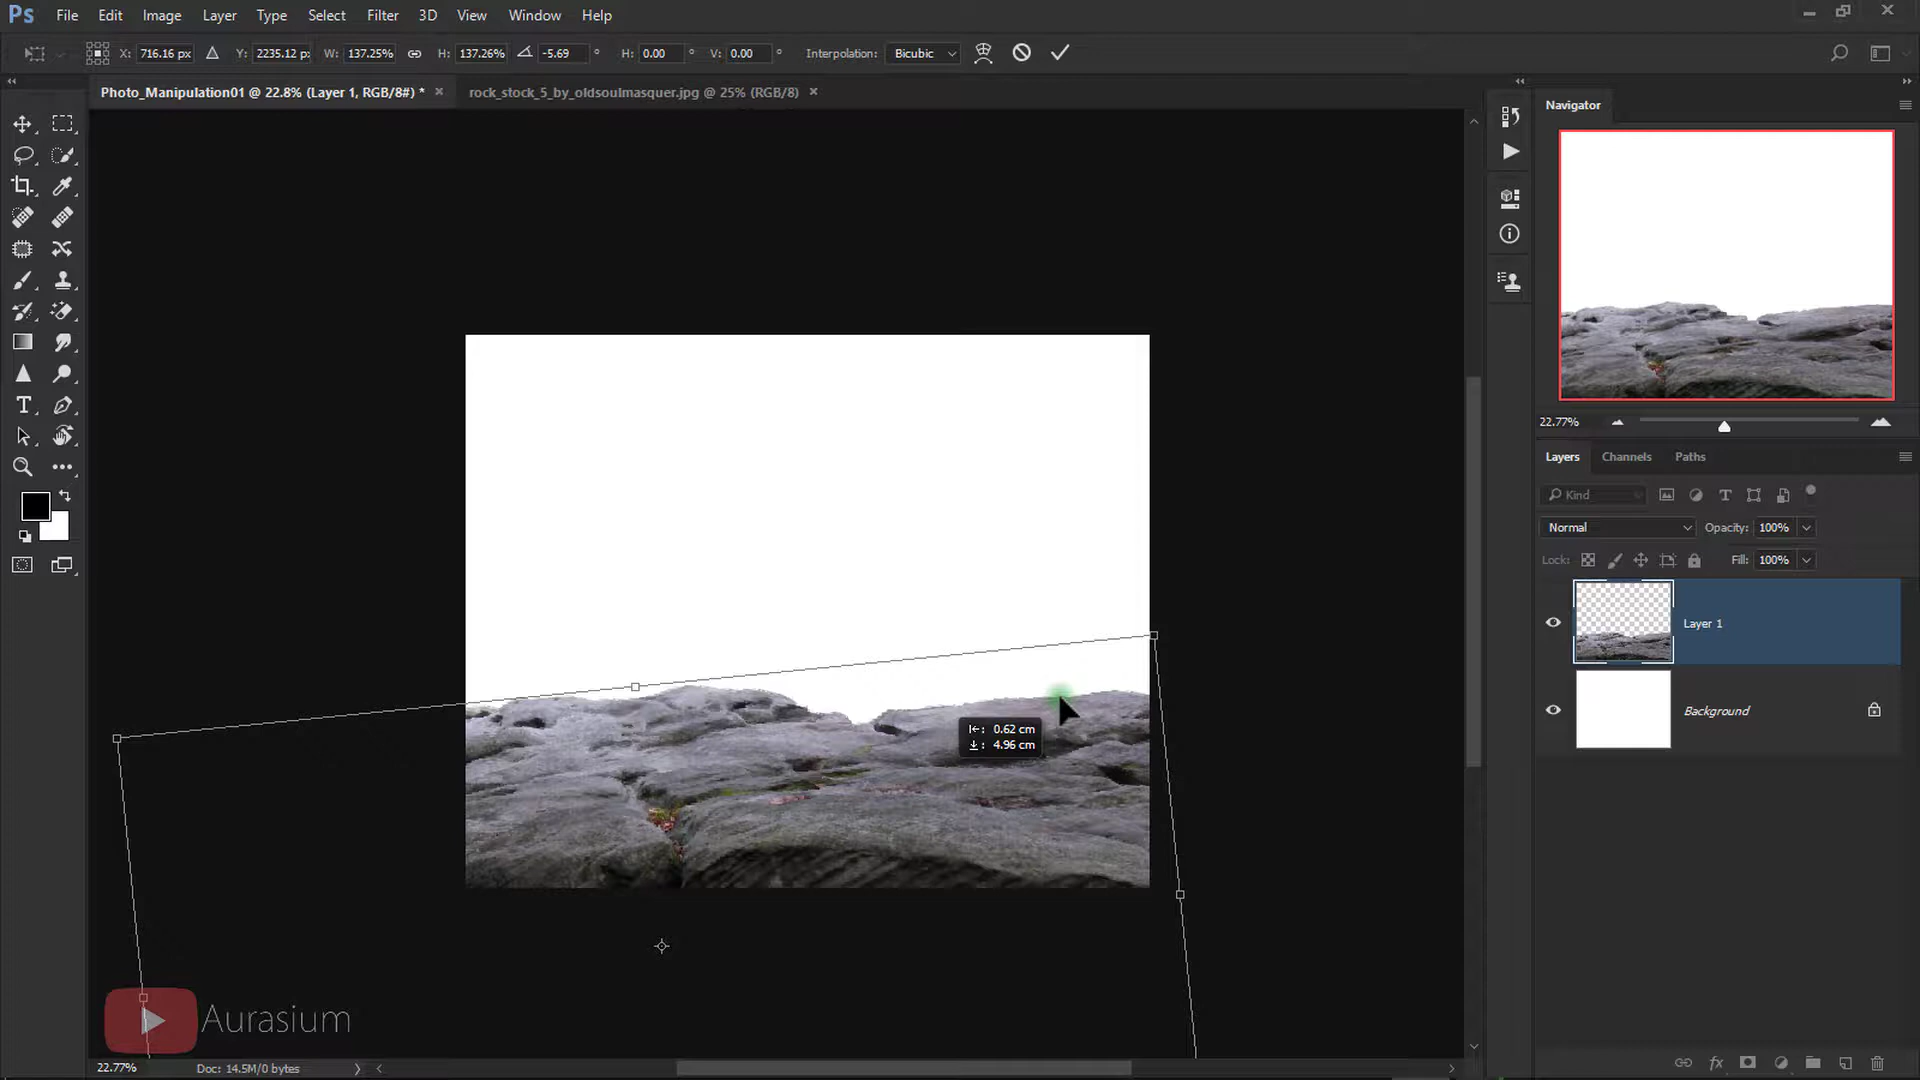 Ps File Edit Image Layer Type Select Filter 3D View Window Help
X: 716.16 px Y: 2235.12 px W: 137.25% H: 137.26% -5.69 ° H: 0.00 ° V: 0.00 ° Interpolation: Bicubic
Photo_Manipulation01 @ 22.8% (Layer 1, RGB/8#) * × rock_stock_5_by_oldsoulmasquer.jpg @ 25% (RGB/8) ×
Navigator
22.77%
Layers Channels Paths
Kind
Normal Opacity: 100%
Lock: Fill: 100%
Layer 1
Background
0.62 cm
4.96 cm
Aurasium
22.77% Doc: 14.5M/0 bytes